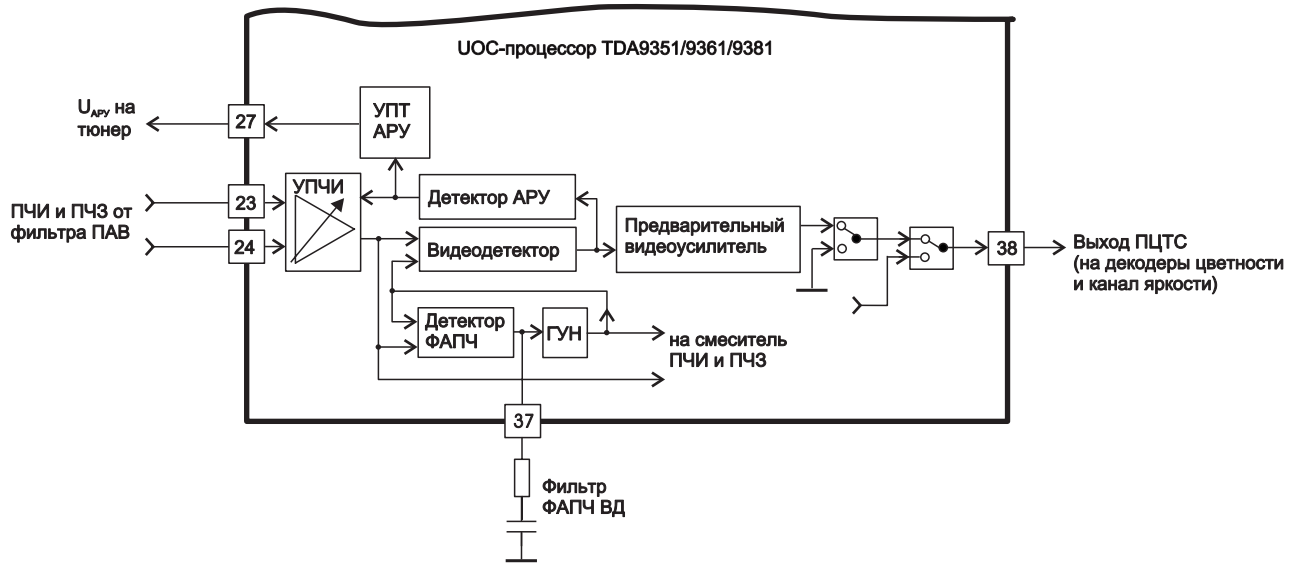 UOC-процессор TDA9351/9361/9381
UАРУ на
тюнер
27
УПТ
АРУ
УПЧИ
ПЧИ и ПЧЗ от
фильтра ПАВ
23
24
Детектор АРУ
Видеодетектор
Предварительный
видеоусилитель
38
Выход ПЦТС
(на декодеры цветности
и канал яркости)
Детектор
ФАПЧ
ГУН
на смеситель
ПЧИ и ПЧЗ
37
Фильтр
ФАПЧ ВД